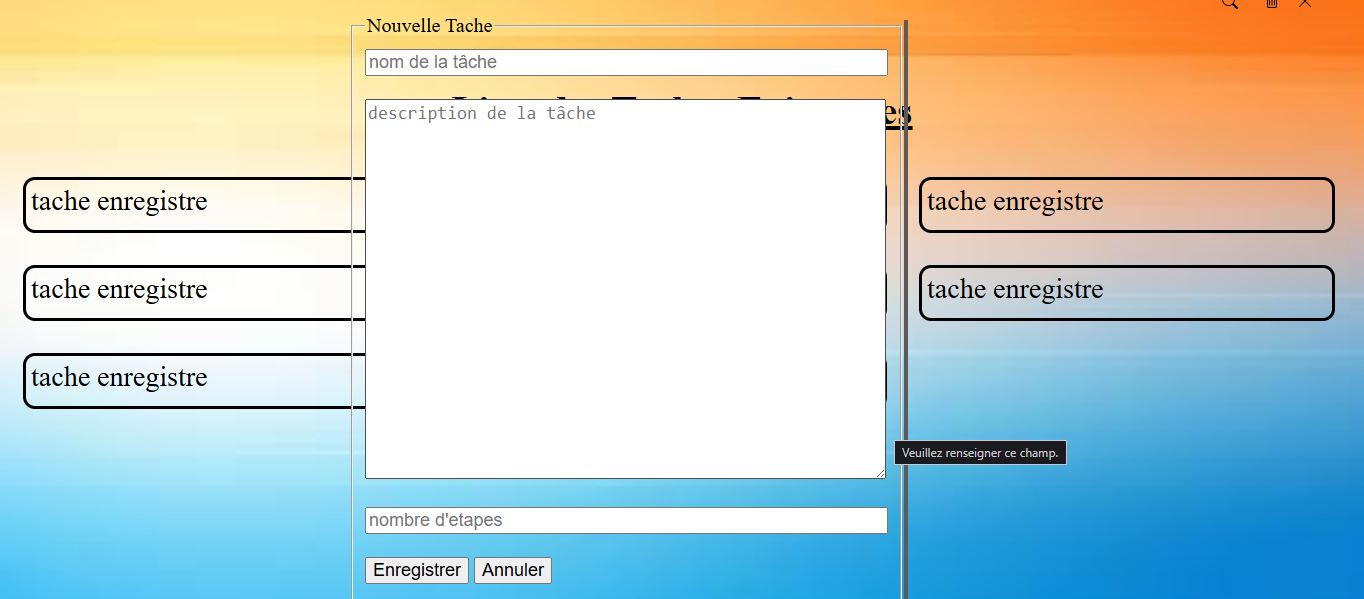 Nouvelle Tache
nom de la tâche
description de la tâche
es
tache enregistre
tache enregistre
tache enregistre
tache enregistre
tache enregistre
Veuillez renseigner ce champ.
nombre d'etapes
Enregistrer
Annuler